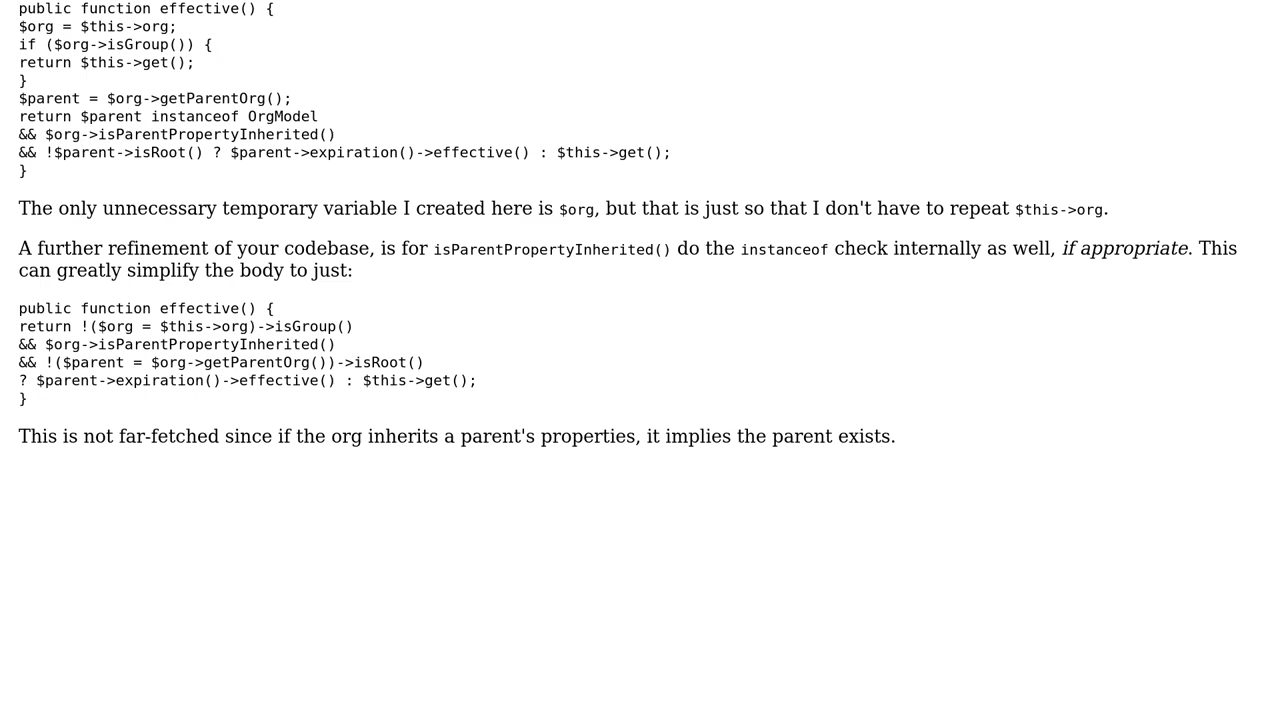 public function effective() {
$org = $this->org;
if ($org->isGroup()) {
return $this->get();
}
$parent = $org->getParentOrg();
return $parent instanceof OrgModel
&& $org->isParentPropertyInherited()
&& !$parent->isRoot() ? $parent->expiration()->effective() : $this->get();
}
The only unnecessary temporary variable I created here is $org, but that is just so that I don't have to repeat $this->org.
A further refinement of your codebase, is for isParentPropertyInherited() do the instanceof check internally as well, if appropriate. This
can greatly simplify the body to just:
public function effective() {
return !($org = $this->org)->isGroup()
&& $org->isParentPropertyInherited()
&& !($parent = $org->getParentOrg())->isRoot()
? $parent->expiration()->effective() : $this->get();
}
This is not far-fetched since if the org inherits a parent's properties, it implies the parent exists.